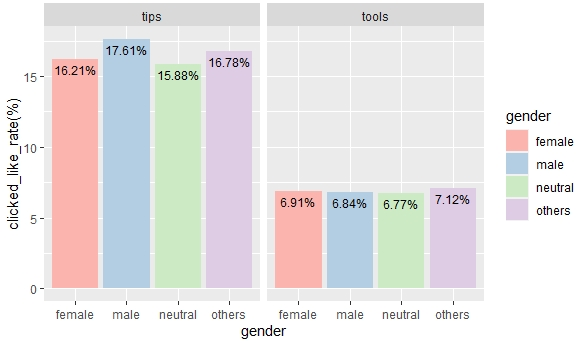 tips
tools
clicked_like_rate(%)
15
10
5
0
16.21%
17.61%
15.88%
16.78%
6.91%
6.84%
6.77%
7.12%
female
male
neutral
others
female
male
neutral
others
gender
gender
female
male
neutral
others